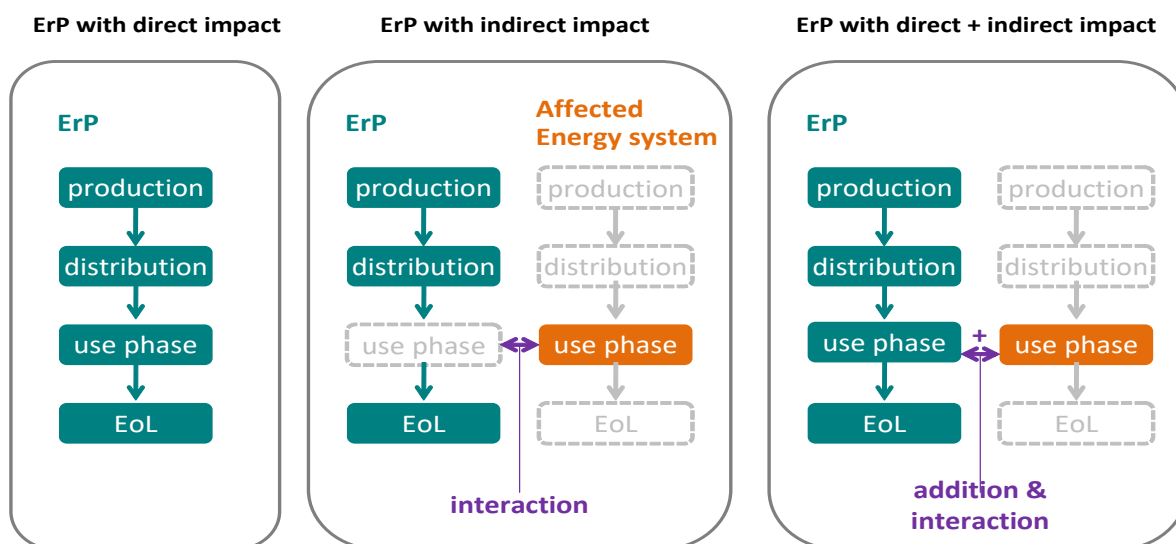 ErP with direct impact
ErP
production
distribution
use phase
EoL
ErP with indirect impact
ErP
production
distribution
use phase
EoL
Affected
Energy system
production
distribution
use phase
EoL
interaction
ErP with direct + indirect impact
ErP
production
distribution
use phase
EoL
production
distribution
+
use phase
EoL
addition &
interaction